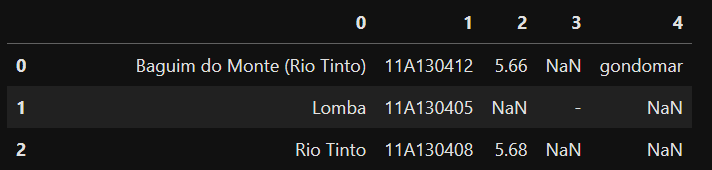 0 1 2 3 4
0 Baguim do Monte (Rio Tinto) 11A130412 5.66 NaN gondomar
1 Lomba 11A130405 NaN - NaN
2 Rio Tinto 11A130408 5.68 NaN NaN